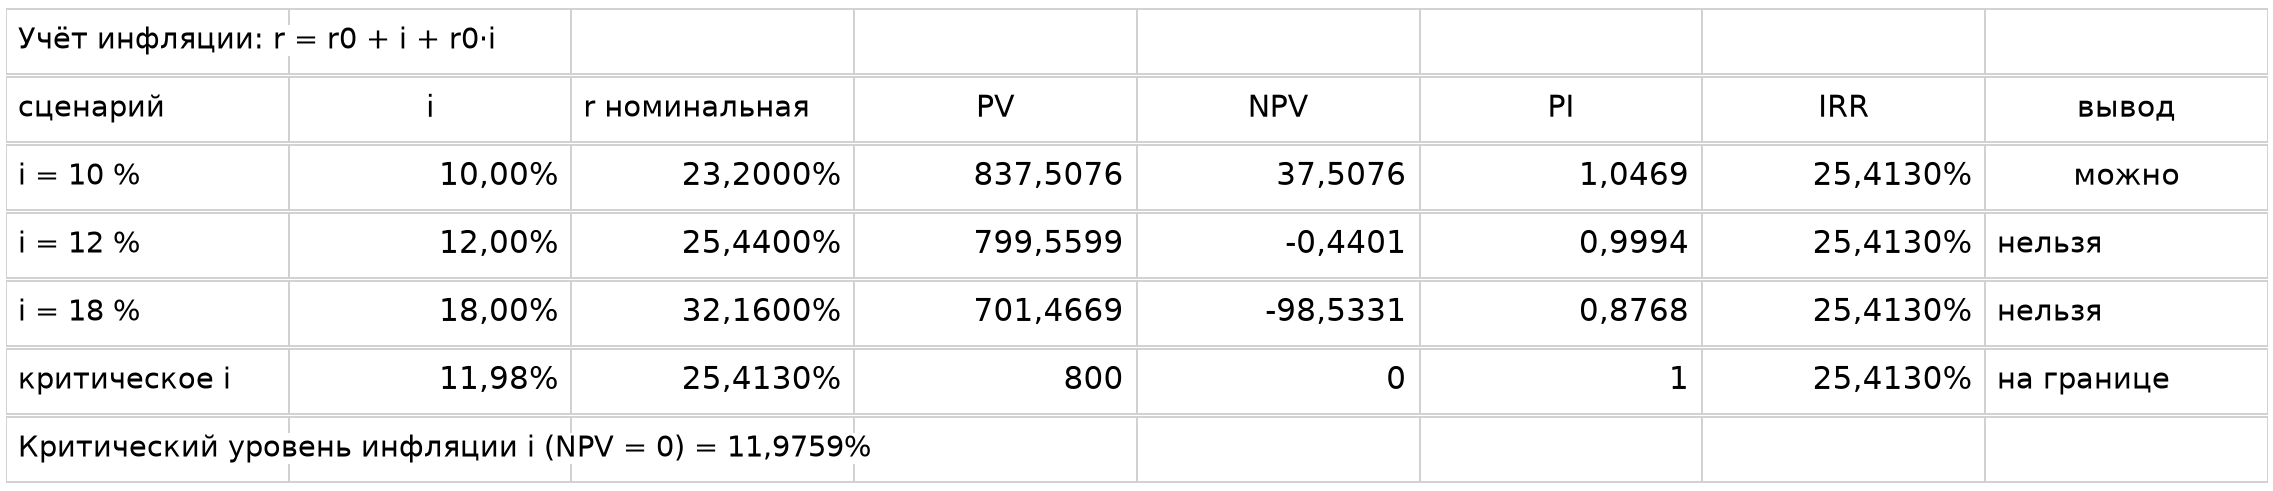 Учёт инфляции: r = r0 + i + r0·i
сценарий i r номинальная PV NPV PI IRR вывод
i = 10 % 10,00% 23,2000% 837,5076 37,5076 1,0469 25,4130% можно
i = 12 % 12,00% 25,4400% 799,5599 -0,4401 0,9994 25,4130% нельзя
i = 18 % 18,00% 32,1600% 701,4669 -98,5331 0,8768 25,4130% нельзя
критическое i 11,98% 25,4130% 800 0 1 25,4130% на границе
Критический уровень инфляции i (NPV = 0) = 11,9759%